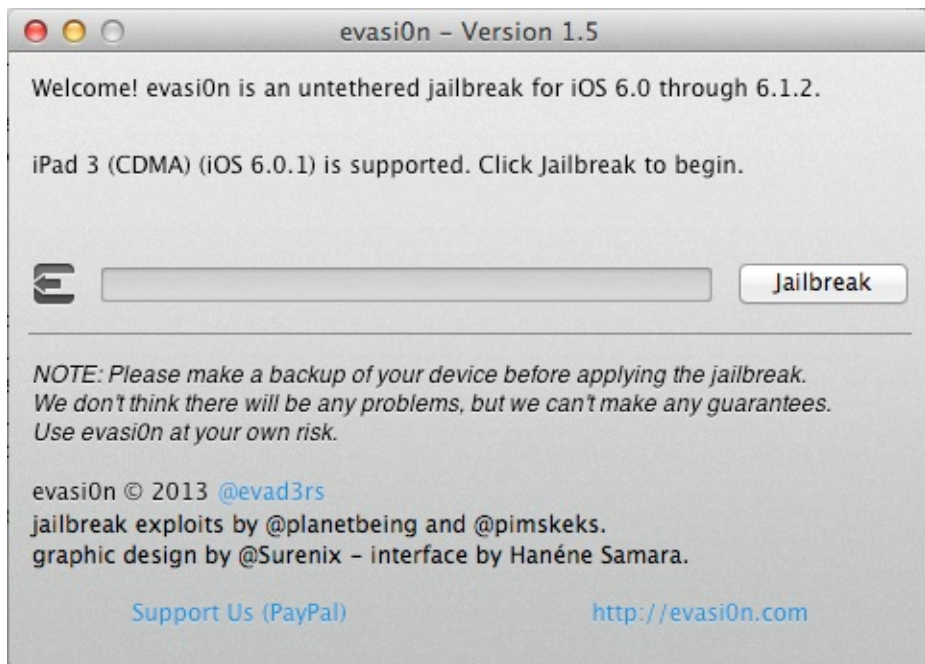 evasi0n – Version 1.5
Welcome! evasi0n is an untethered jailbreak for iOS 6.0 through 6.1.2.
iPad 3 (CDMA) (iOS 6.0.1) is supported. Click Jailbreak to begin.
Jailbreak
NOTE: Please make a backup of your device before applying the jailbreak.
We don't think there will be any problems, but we can't make any guarantees.
Use evasi0n at your own risk.
evasi0n © 2013 @evad3rs
jailbreak exploits by @planetbeing and @pimskeks.
graphic design by @Surenix – interface by Hanéne Samara.
Support Us (PayPal) http://evasi0n.com